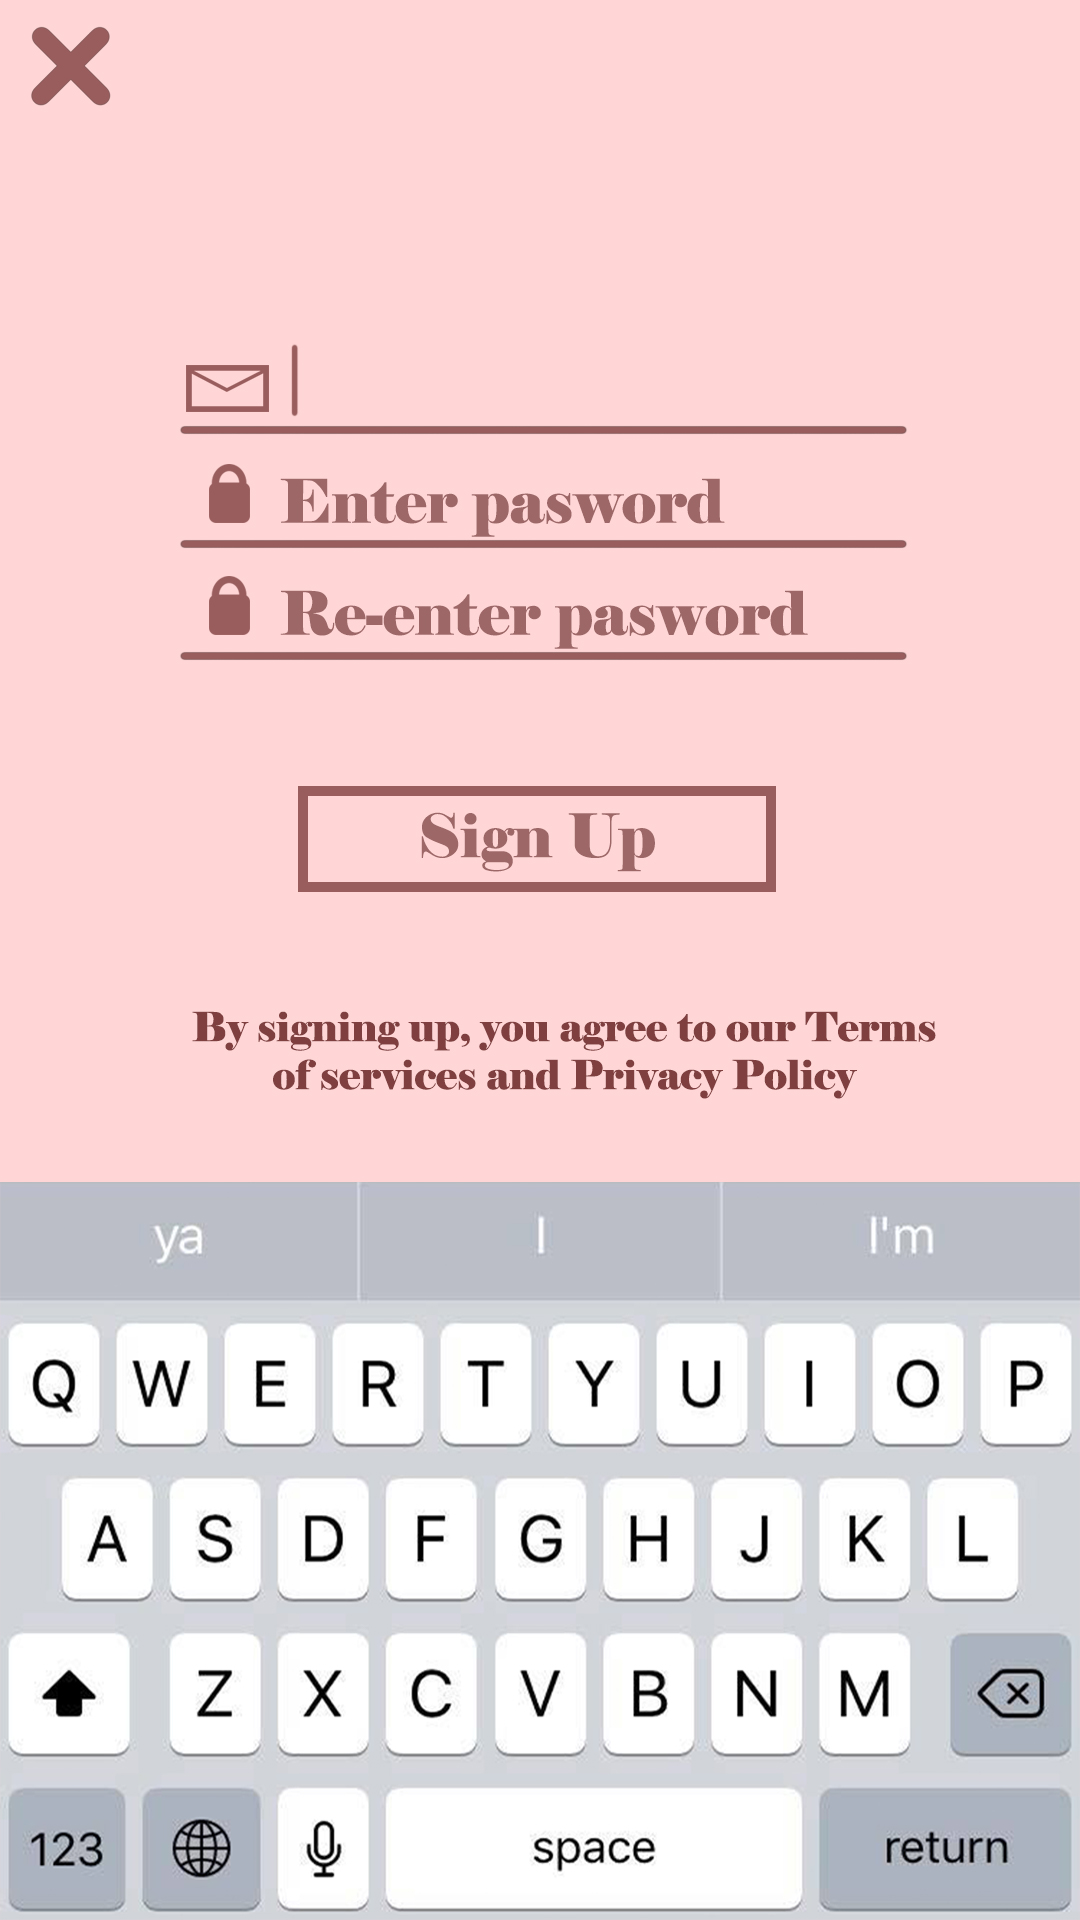 Enter pasword
Re-enter pasword
Sign Up
By signing up, you agree to our Terms
of services and Privacy Policy
ya I I'm
Q W E R T Y U I O P
A S D F G H J K L
Z X C V B N M
123 space return